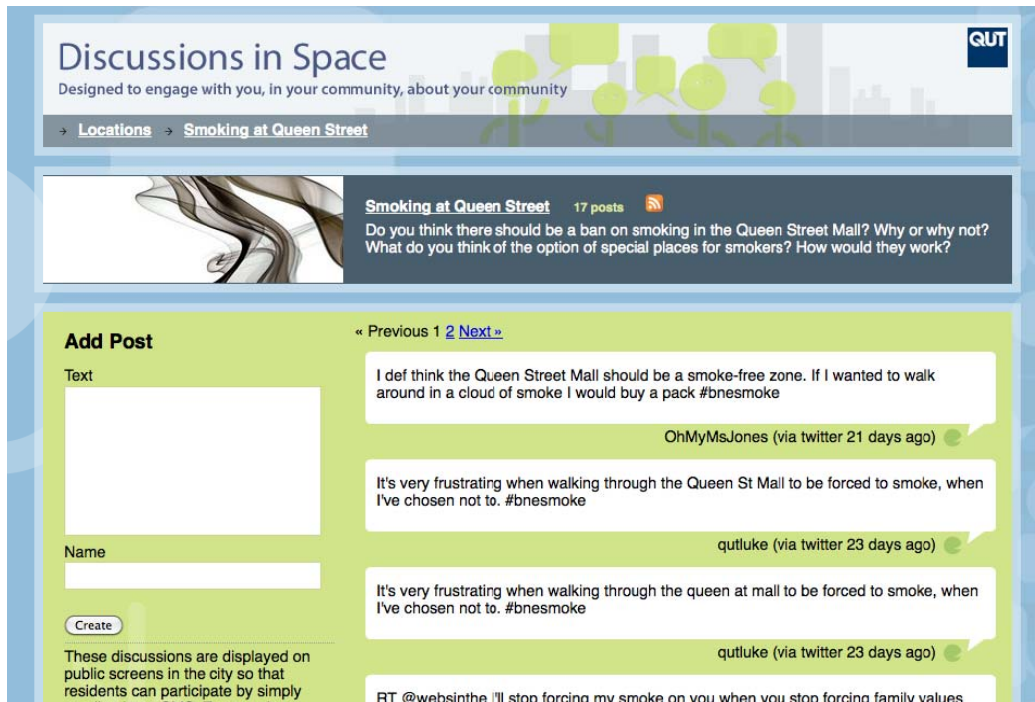 Discussions in Space
Designed to engage with you, in your community, about your community
QUT
→ Locations → Smoking at Queen Street
Smoking at Queen Street 17 posts
Do you think there should be a ban on smoking in the Queen Street Mall? Why or why not?
What do you think of the option of special places for smokers? How would they work?
Add Post
Text
Name
Create
These discussions are displayed on
public screens in the city so that
residents can participate by simply
« Previous 1 2 Next »
I def think the Queen Street Mall should be a smoke-free zone. If I wanted to walk
around in a cloud of smoke I would buy a pack #bnesmoke
OhMyMsJones (via twitter 21 days ago)
It's very frustrating when walking through the Queen St Mall to be forced to smoke, when
I've chosen not to. #bnesmoke
qutluke (via twitter 23 days ago)
It's very frustrating when walking through the queen at mall to be forced to smoke, when
I've chosen not to. #bnesmoke
qutluke (via twitter 23 days ago)
RT @websinthe I'll stop forcing my smoke on you when you stop forcing family values